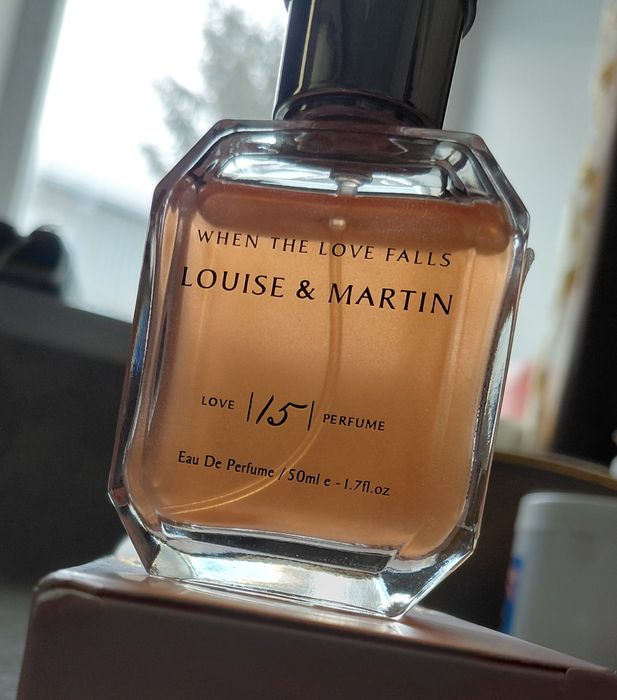 WHEN THE LOVE FALLS
LOUISE & MARTIN
LOVE |15| PERFUME
Eau De Perfume / 50ml e - 1.7fl.oz